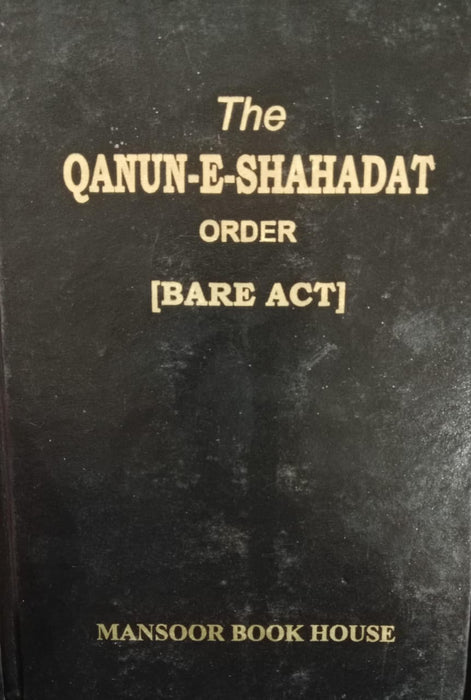 The
QANUN-E-SHAHADAT
ORDER
[BARE ACT]
MANSOOR BOOK HOUSE